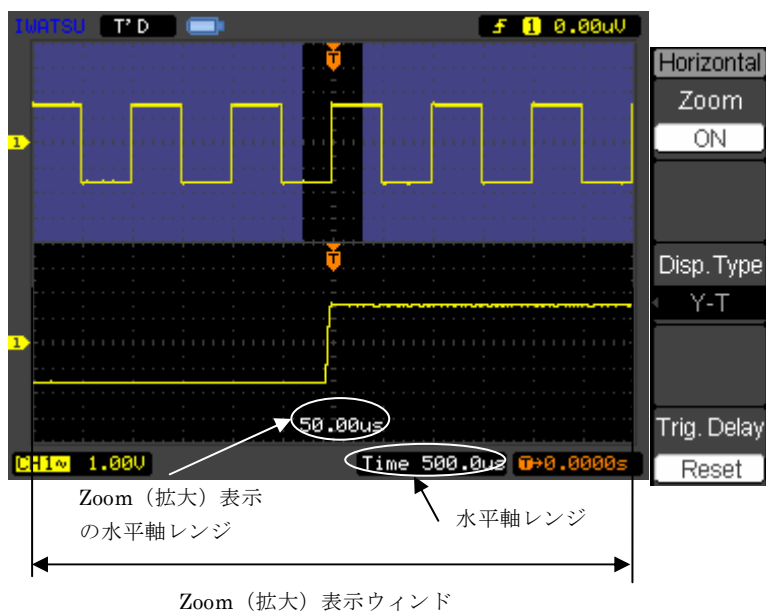 IWATSU T'D 1 0.00uV
T
1
T
1
50.00us
CH1∿ 1.00V Time 500.0us T→0.0000s
Horizontal
Zoom
ON
Disp.Type
Y-T
Trig. Delay
Reset
Zoom（拡大）表示
の水平軸レンジ
水平軸レンジ
Zoom（拡大）表示ウィンド